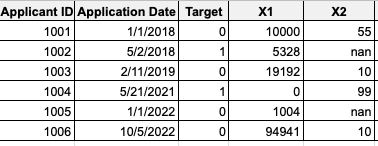 Applicant ID Application Date Target X1 X2
1001 1/1/2018 0 10000 55
1002 5/2/2018 1 5328 nan
1003 2/11/2019 0 19192 10
1004 5/21/2021 1 0 99
1005 1/1/2022 0 1004 nan
1006 10/5/2022 0 94941 10